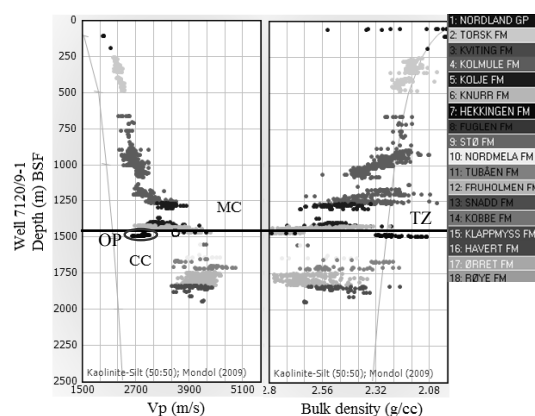 Well 7120/9-1
Depth (m) BSF
0
250
500
750
1000
1250
1500
1750
2000
2250
2500
MC
OP
CC
Kaolinite-Silt (50:50); Mondol (2009)
1500 2700 3900 5100
Vp (m/s)
TZ
Kaolinite-Silt (50:50); Mondol (2009)
2.8 2.56 2.32 2.08
Bulk density (g/cc)
1: NORDLAND GP
2: TORSK FM
3: KVITING FM
4: KOLMULE FM
5: KOLJE FM
6: KNURR FM
7: HEKKINGEN FM
8: FUGLEN FM
9: STØ FM
10: NORDMELA FM
11: TUBÅEN FM
12: FRUHOLMEN FM
13: SNADD FM
14: KOBBE FM
15: KLAPPMYSS FM
16: HAVERT FM
17: ØRRET FM
18: RØYE FM